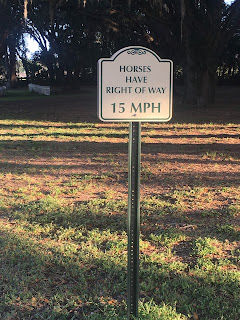 HORSES
HAVE
RIGHT OF WAY
15 MPH